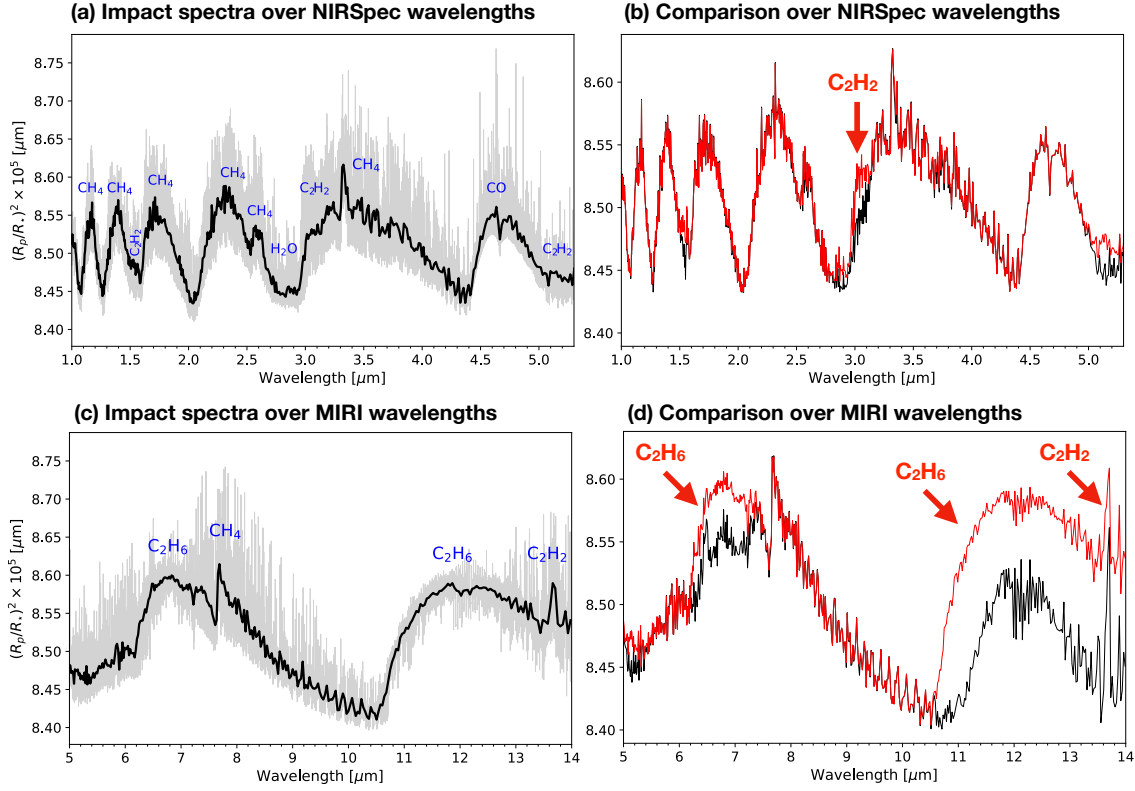 (a) Impact spectra over NIRSpec wavelengths
8.75
8.70
8.65
8.60
8.55
8.50
8.45
8.40
(Rₚ/R⋆)² × 10⁵ [μm]
CH₄
CH₄
C₂H₂
CH₄
CH₄
CH₄
H₂O
C₂H₂
CH₄
CO
C₂H₂
1.0 1.5 2.0 2.5 3.0 3.5 4.0 4.5 5.0
Wavelength [μm]
(b) Comparison over NIRSpec wavelengths
8.60
8.55
8.50
8.45
8.40
C₂H₂
1.0 1.5 2.0 2.5 3.0 3.5 4.0 4.5 5.0
Wavelength [μm]
(c) Impact spectra over MIRI wavelengths
8.75
8.70
8.65
8.60
8.55
8.50
8.45
8.40
(Rₚ/R⋆)² × 10⁵ [μm]
C₂H₆
CH₄
C₂H₆
C₂H₂
5 6 7 8 9 10 11 12 13 14
Wavelength [μm]
(d) Comparison over MIRI wavelengths
8.60
8.55
8.50
8.45
8.40
C₂H₆
C₂H₆
C₂H₂
5 6 7 8 9 10 11 12 13 14
Wavelength [μm]